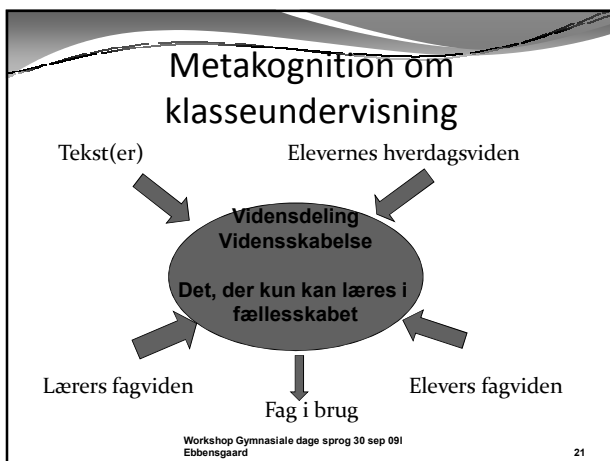 Metakognition om
klasseundervisning
Tekst(er)
Elevernes hverdagsviden
Vidensdeling
Vidensskabelse
Det, der kun kan læres i
fællesskabet
Lærers fagviden
Elevers fagviden
Fag i brug
Workshop Gymnasiale dage sprog 30 sep 09l
Ebbensgaard
21